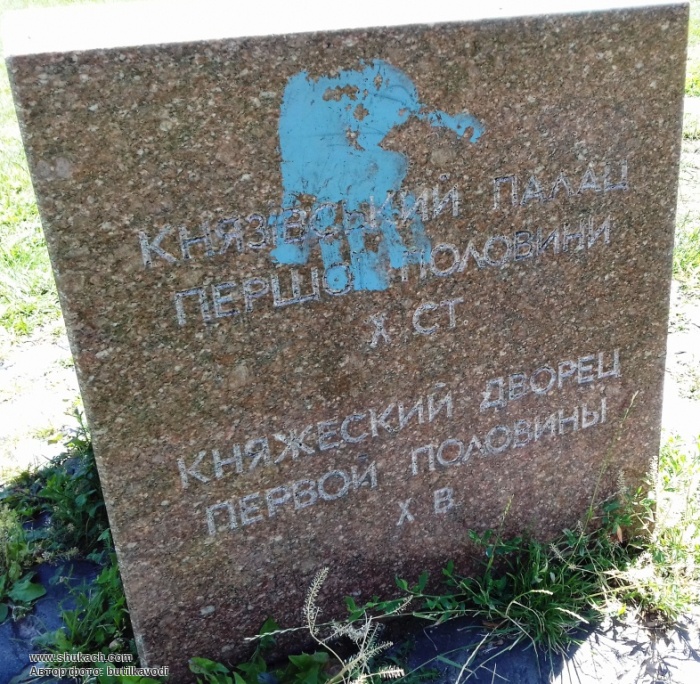 КНЯЗІВСЬКИЙ ПАЛАЦ
ПЕРШОЇ ПОЛОВИНИ
X СТ.
КНЯЖЕСКИЙ ДВОРЕЦ
ПЕРВОЙ ПОЛОВИНЫ
X В.
www.shukach.com
Автор фото: Butilkavodi